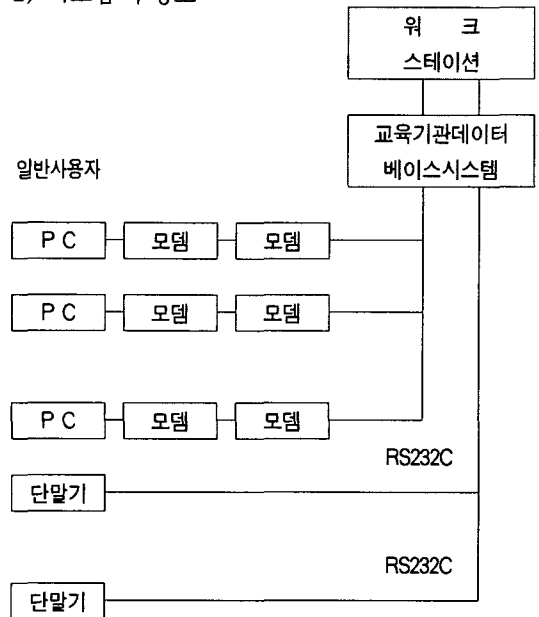 워 크
스테이션
교육기관데이터
베이스시스템
일반사용자
P C 모뎀 모뎀
P C 모뎀 모뎀
P C 모뎀 모뎀
RS232C
단말기
RS232C
단말기